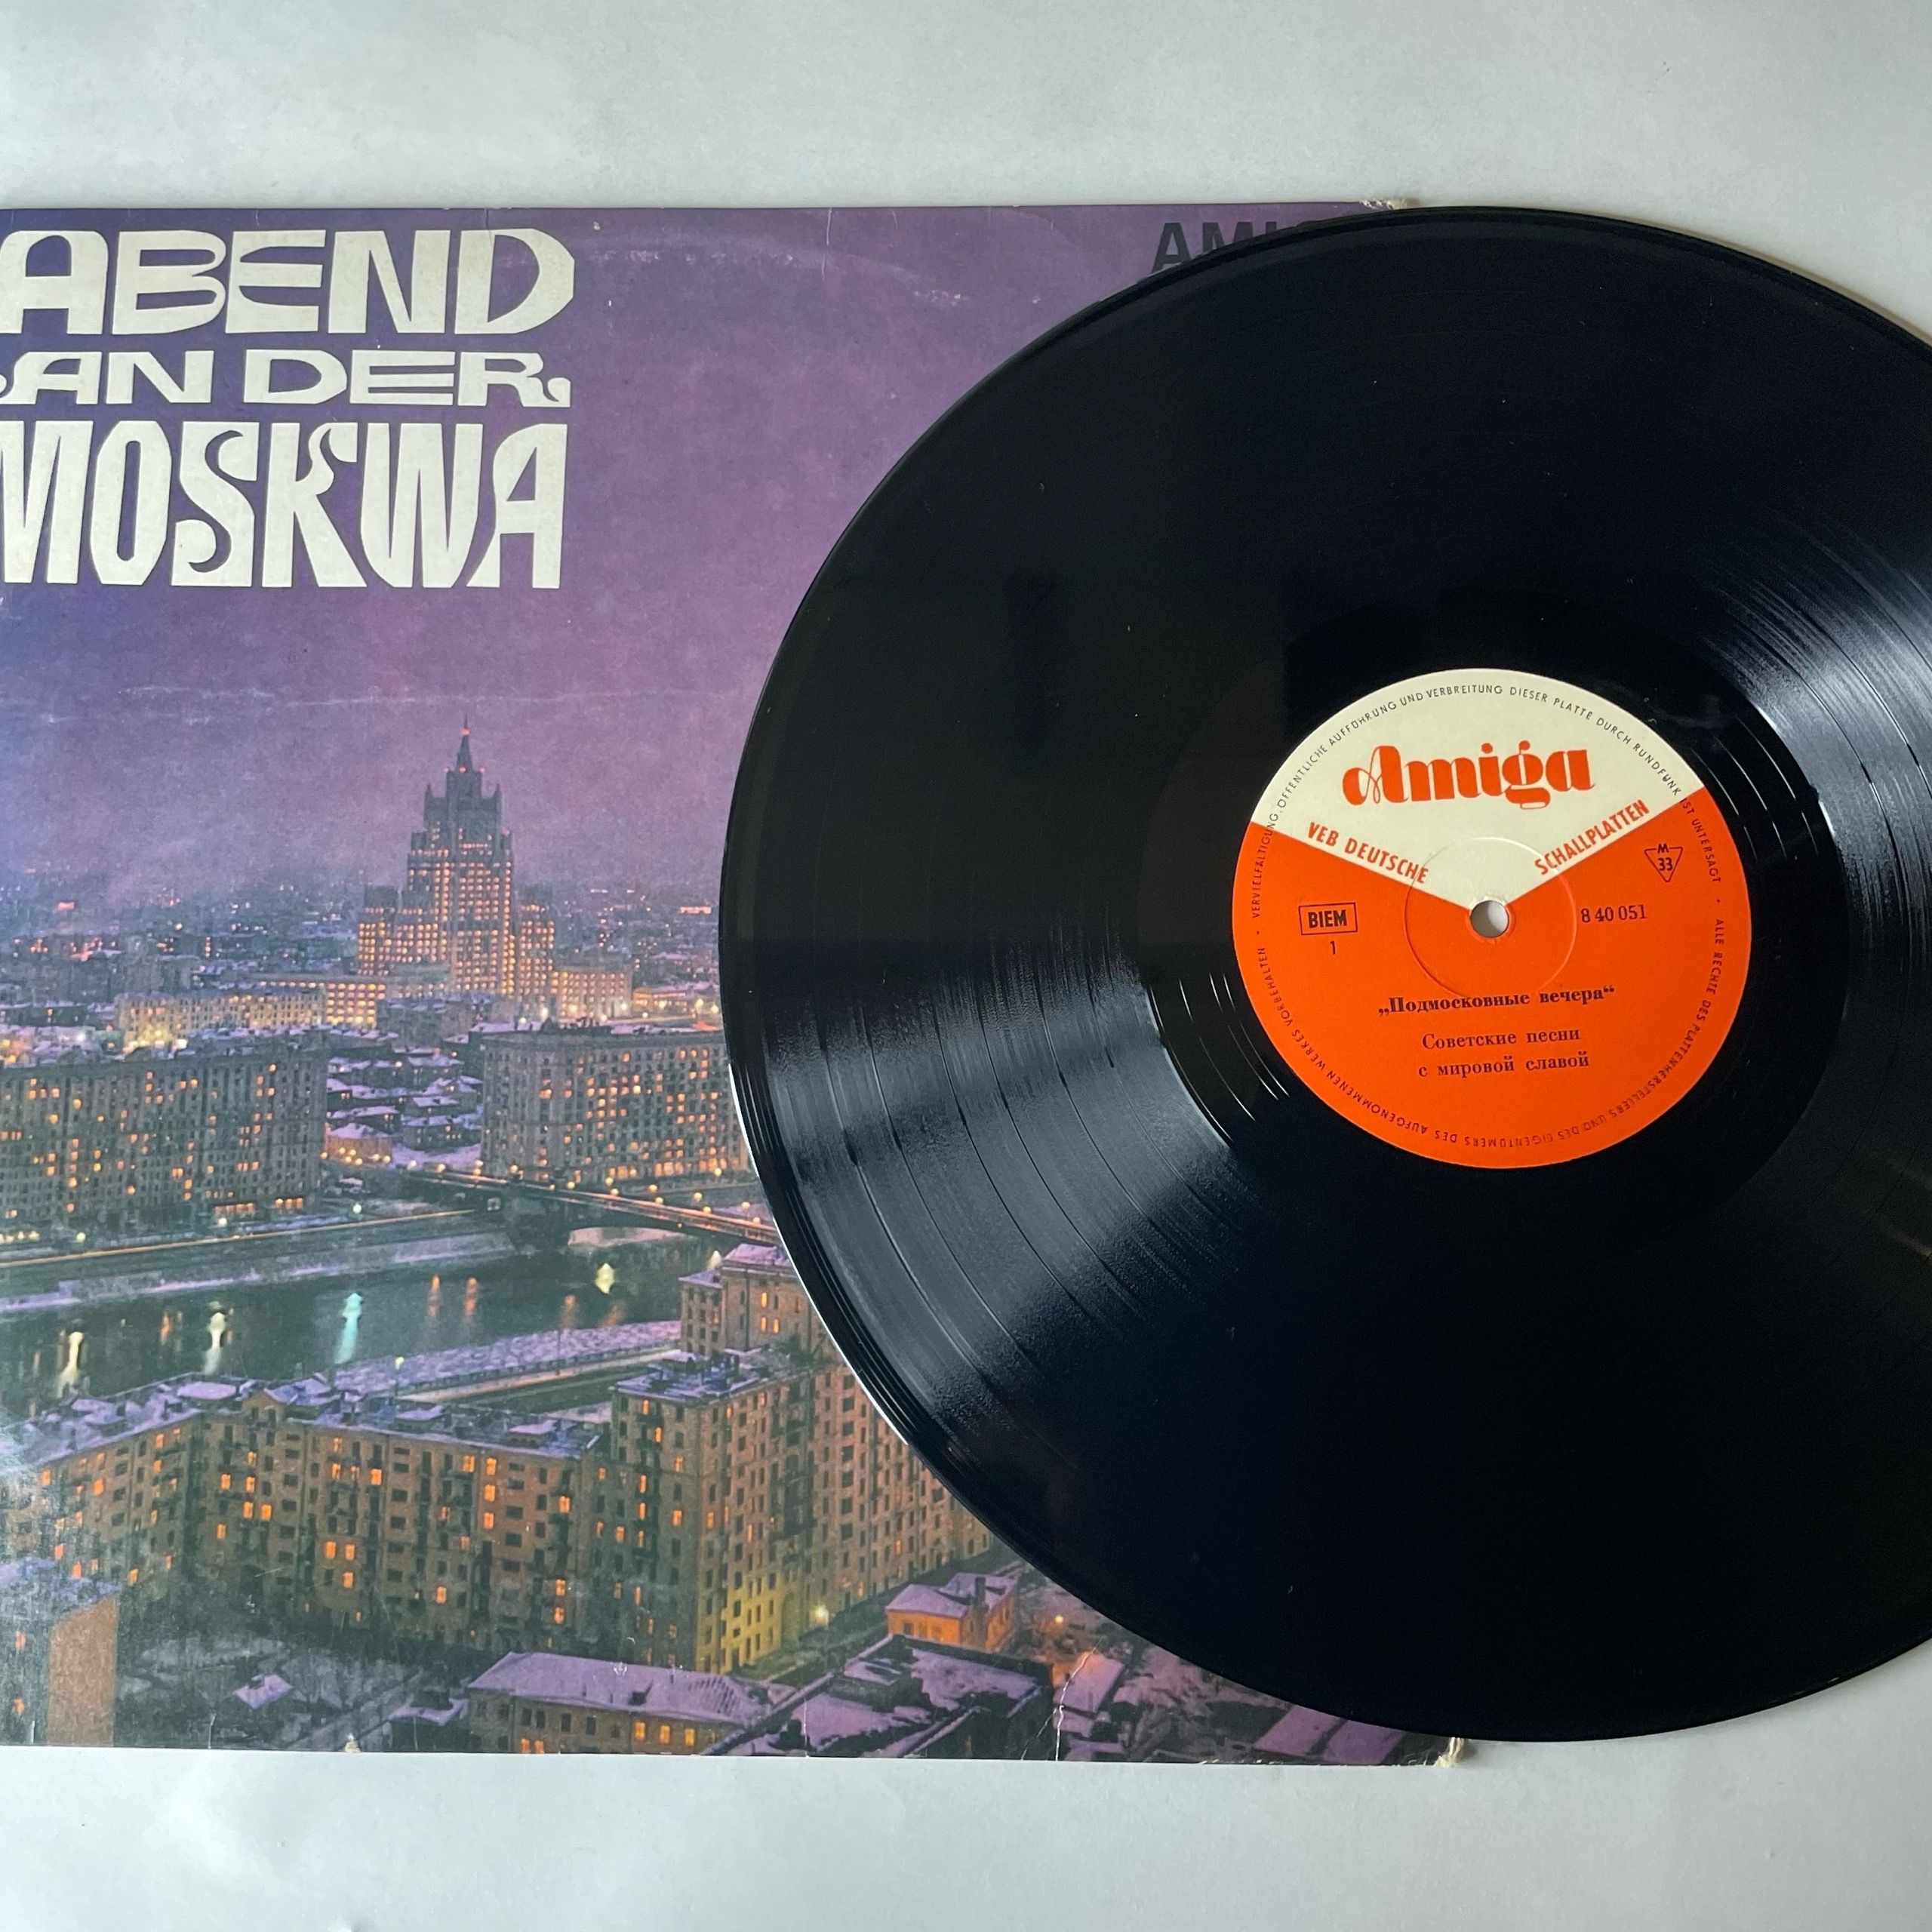 ABEND
AN DER
MOSKWA
AMIG
VERVIELFÄLTIGUNG, ÖFFENTLICHE AUFFÜHRUNG UND VERBREITUNG DIESER PLATTE DURCH RUNDFUNK IST UNTERSAGT • ALLE RECHTE DES PLATTENHERSTELLERS UND DES EIGENTÜMERS DES AUFGENOMMENEN WERKES VORBEHALTEN •
Amiga
VEB DEUTSCHE SCHALLPLATTEN
M
33
BIEM
1
8 40 051
„Подмосковные вечера“
Советские песни
с мировой славой